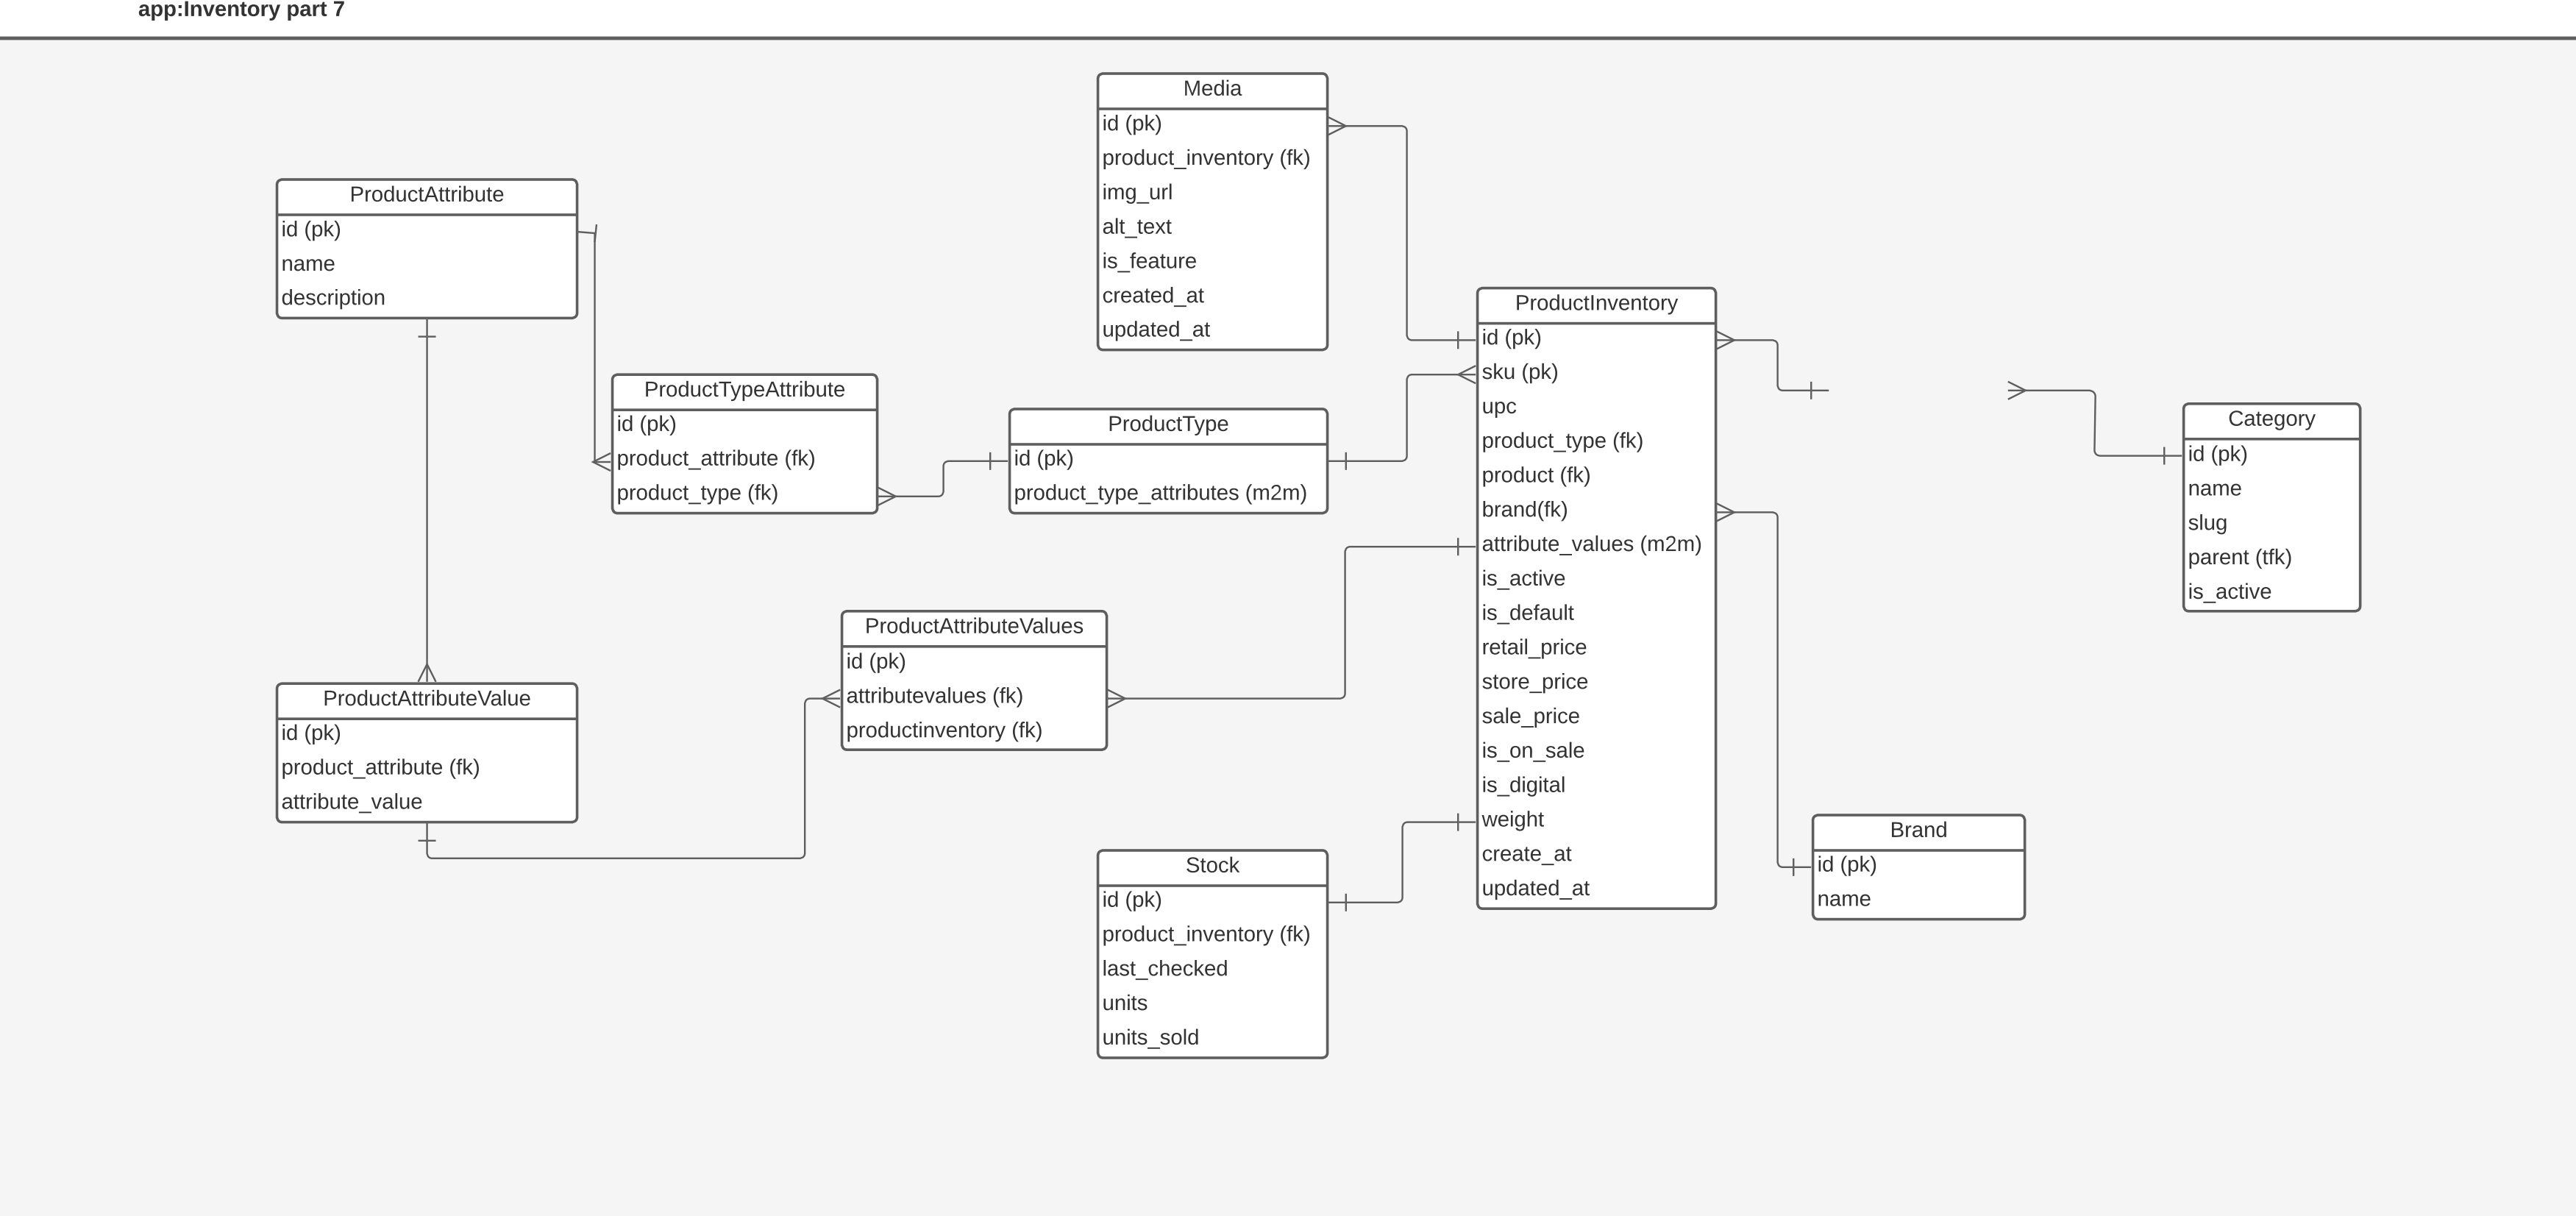 app:Inventory part 7
Media
id (pk)
product_inventory (fk)
img_url
alt_text
is_feature
created_at
updated_at
ProductAttribute
id (pk)
name
description
ProductTypeAttribute
id (pk)
product_attribute (fk)
product_type (fk)
ProductType
id (pk)
product_type_attributes (m2m)
ProductInventory
id (pk)
sku (pk)
upc
product_type (fk)
product (fk)
brand(fk)
attribute_values (m2m)
is_active
is_default
retail_price
store_price
sale_price
is_on_sale
is_digital
weight
create_at
updated_at
Category
id (pk)
name
slug
parent (tfk)
is_active
ProductAttributeValues
id (pk)
attributevalues (fk)
productinventory (fk)
ProductAttributeValue
id (pk)
product_attribute (fk)
attribute_value
Stock
id (pk)
product_inventory (fk)
last_checked
units
units_sold
Brand
id (pk)
name